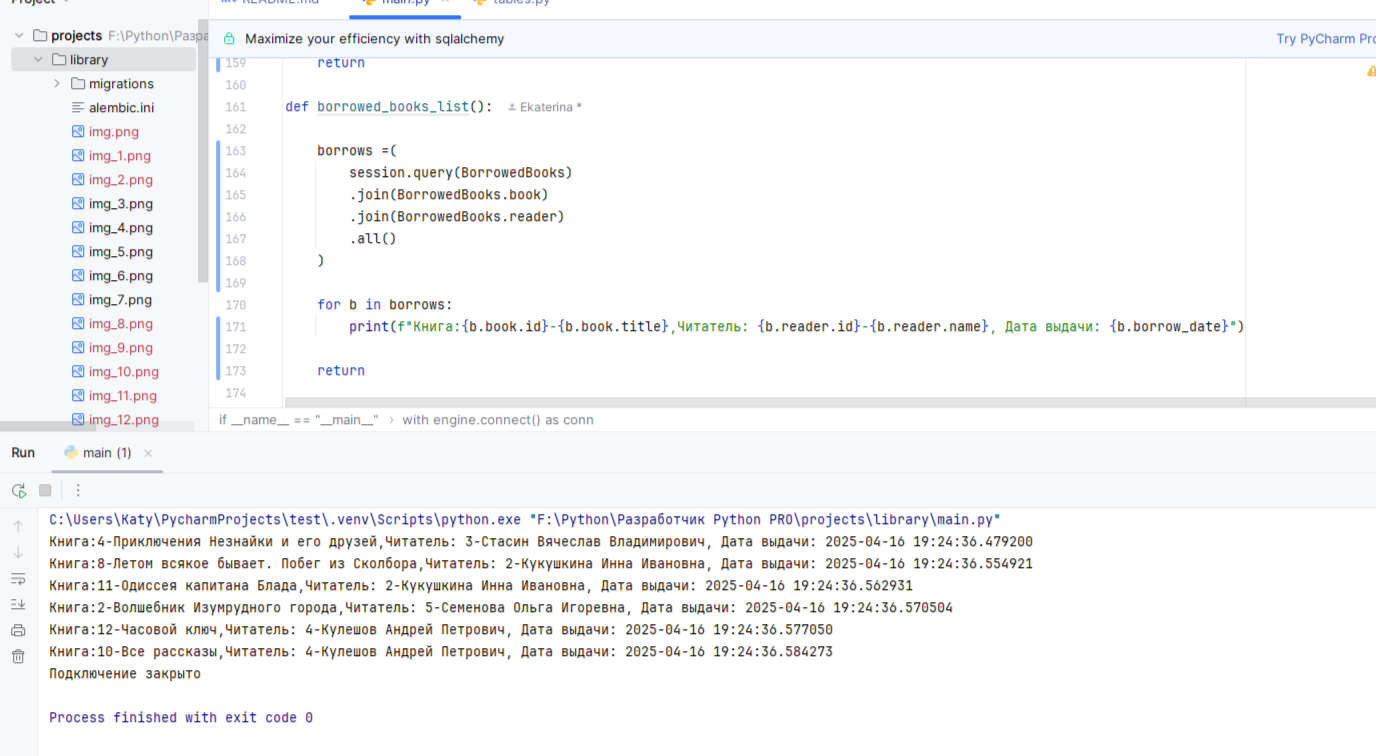 Project
README.md main.py tables.py
projects F:\Python\Разра
Maximize your efficiency with sqlalchemy Try PyCharm Pro
library
migrations
alembic.ini
img.png
img_1.png
img_2.png
img_3.png
img_4.png
img_5.png
img_6.png
img_7.png
img_8.png
img_9.png
img_10.png
img_11.png
img_12.png
159 return
160
161 def borrowed_books_list(): Ekaterina *
162
163 borrows =(
164 session.query(BorrowedBooks)
165 .join(BorrowedBooks.book)
166 .join(BorrowedBooks.reader)
167 .all()
168 )
169
170 for b in borrows:
171 print(f"Книга:{b.book.id}-{b.book.title},Читатель: {b.reader.id}-{b.reader.name}, Дата выдачи: {b.borrow_date}")
172
173 return
174
if __name__ == "__main__" › with engine.connect() as conn
Run main (1)
C:\Users\Katy\PycharmProjects\test\.venv\Scripts\python.exe "F:\Python\Разработчик Python PRO\projects\library\main.py"
Книга:4-Приключения Незнайки и его друзей,Читатель: 3-Стасин Вячеслав Владимирович, Дата выдачи: 2025-04-16 19:24:36.479200
Книга:8-Летом всякое бывает. Побег из Сколбора,Читатель: 2-Кукушкина Инна Ивановна, Дата выдачи: 2025-04-16 19:24:36.554921
Книга:11-Одиссея капитана Блада,Читатель: 2-Кукушкина Инна Ивановна, Дата выдачи: 2025-04-16 19:24:36.562931
Книга:2-Волшебник Изумрудного города,Читатель: 5-Семенова Ольга Игоревна, Дата выдачи: 2025-04-16 19:24:36.570504
Книга:12-Часовой ключ,Читатель: 4-Кулешов Андрей Петрович, Дата выдачи: 2025-04-16 19:24:36.577050
Книга:10-Все рассказы,Читатель: 4-Кулешов Андрей Петрович, Дата выдачи: 2025-04-16 19:24:36.584273
Подключение закрыто
Process finished with exit code 0